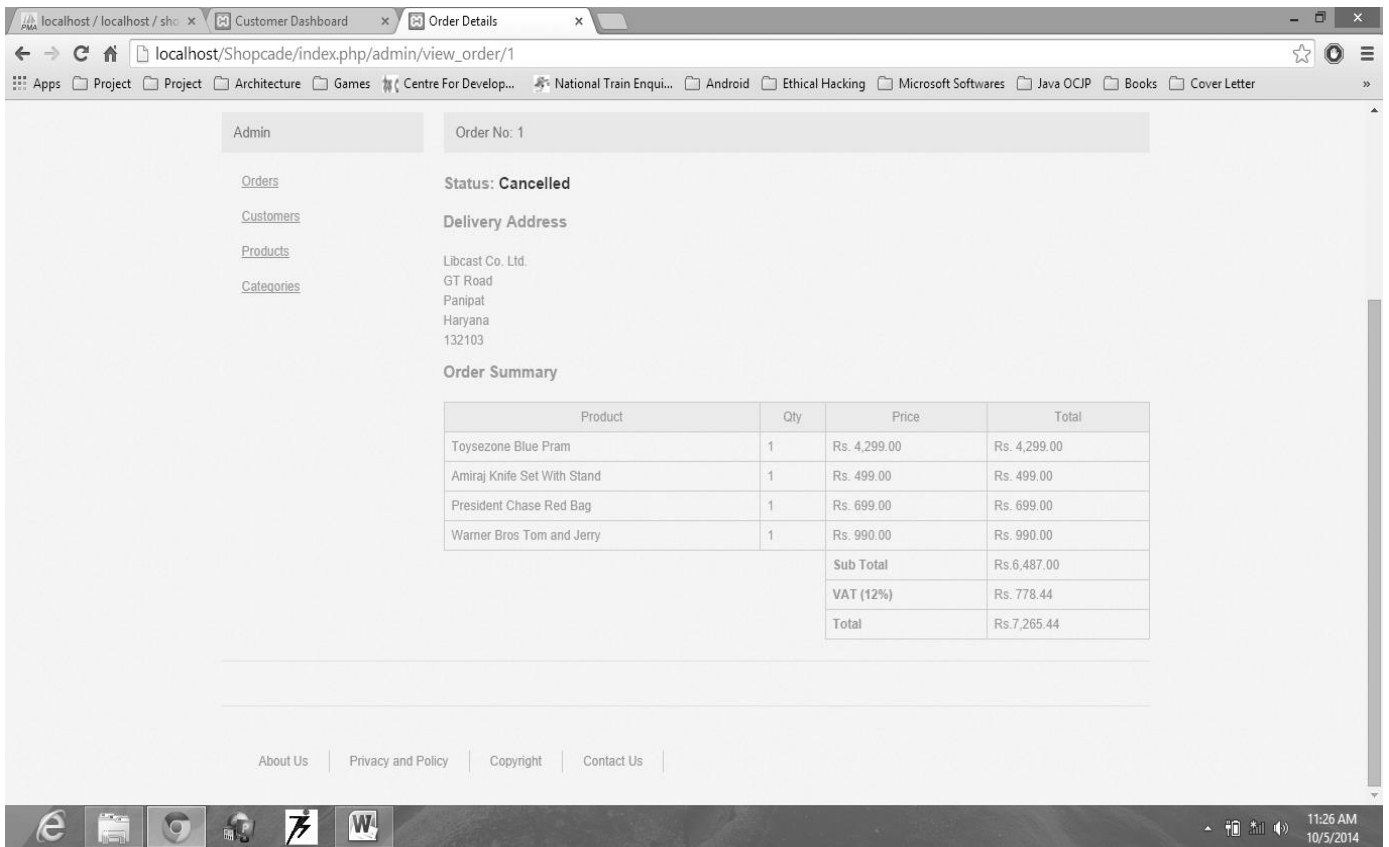 localhost / localhost / sho
Customer Dashboard
Order Details
localhost/Shopcade/index.php/admin/view_order/1
Apps Project Project Architecture Games Centre For Develop... National Train Enqui... Android Ethical Hacking Microsoft Softwares Java OCJP Books Cover Letter »
Admin
Orders
Customers
Products
Categories
Order No: 1
Status: Cancelled
Delivery Address
Libcast Co. Ltd.
GT Road
Panipat
Haryana
132103
Order Summary
Product Qty Price Total
Toysezone Blue Pram 1 Rs. 4,299.00 Rs. 4,299.00
Amiraj Knife Set With Stand 1 Rs. 499.00 Rs. 499.00
President Chase Red Bag 1 Rs. 699.00 Rs. 699.00
Warner Bros Tom and Jerry 1 Rs. 990.00 Rs. 990.00
Sub Total Rs.6,487.00
VAT (12%) Rs. 778.44
Total Rs.7,265.44
About Us Privacy and Policy Copyright Contact Us
11:26 AM
10/5/2014